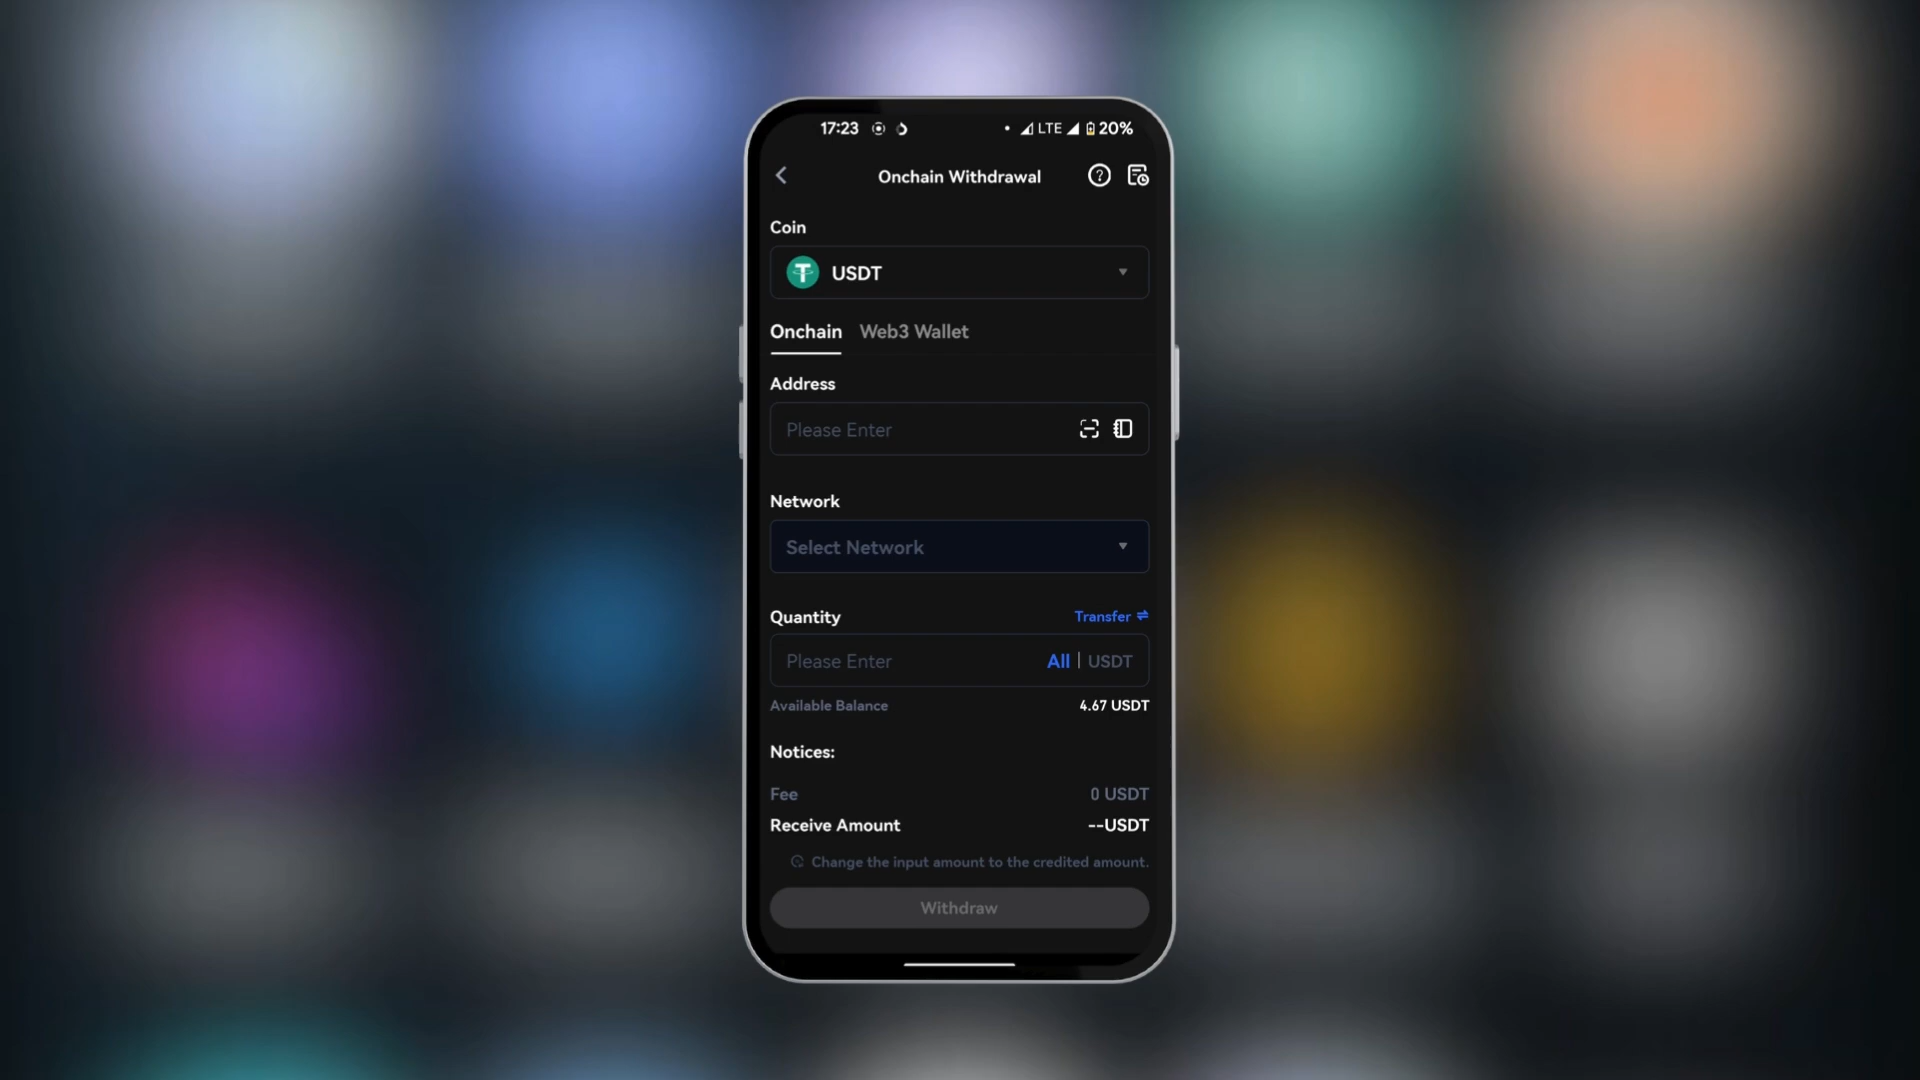 17:23 LTE 20%
Onchain Withdrawal
Coin
USDT
Onchain Web3 Wallet
Address
Please Enter
Network
Select Network
Quantity Transfer
Please Enter All | USDT
Available Balance 4.67 USDT
Notices:
Fee 0 USDT
Receive Amount --USDT
Change the input amount to the credited amount.
Withdraw